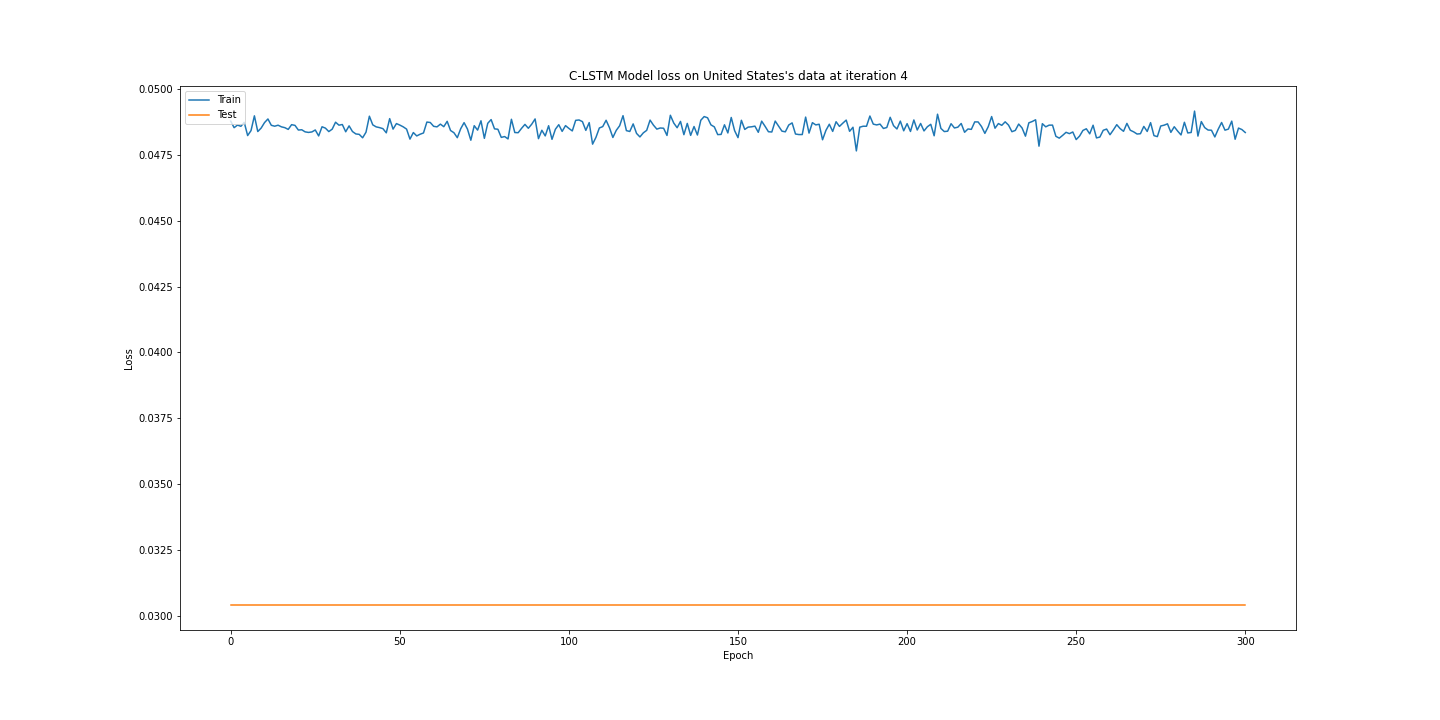 C-LSTM Model loss on United States's data at iteration 4
Train
Test
0.0500
0.0475
0.0450
0.0425
0.0400
0.0375
0.0350
0.0325
0.0300
Loss
0 50 100 150 200 250 300
Epoch